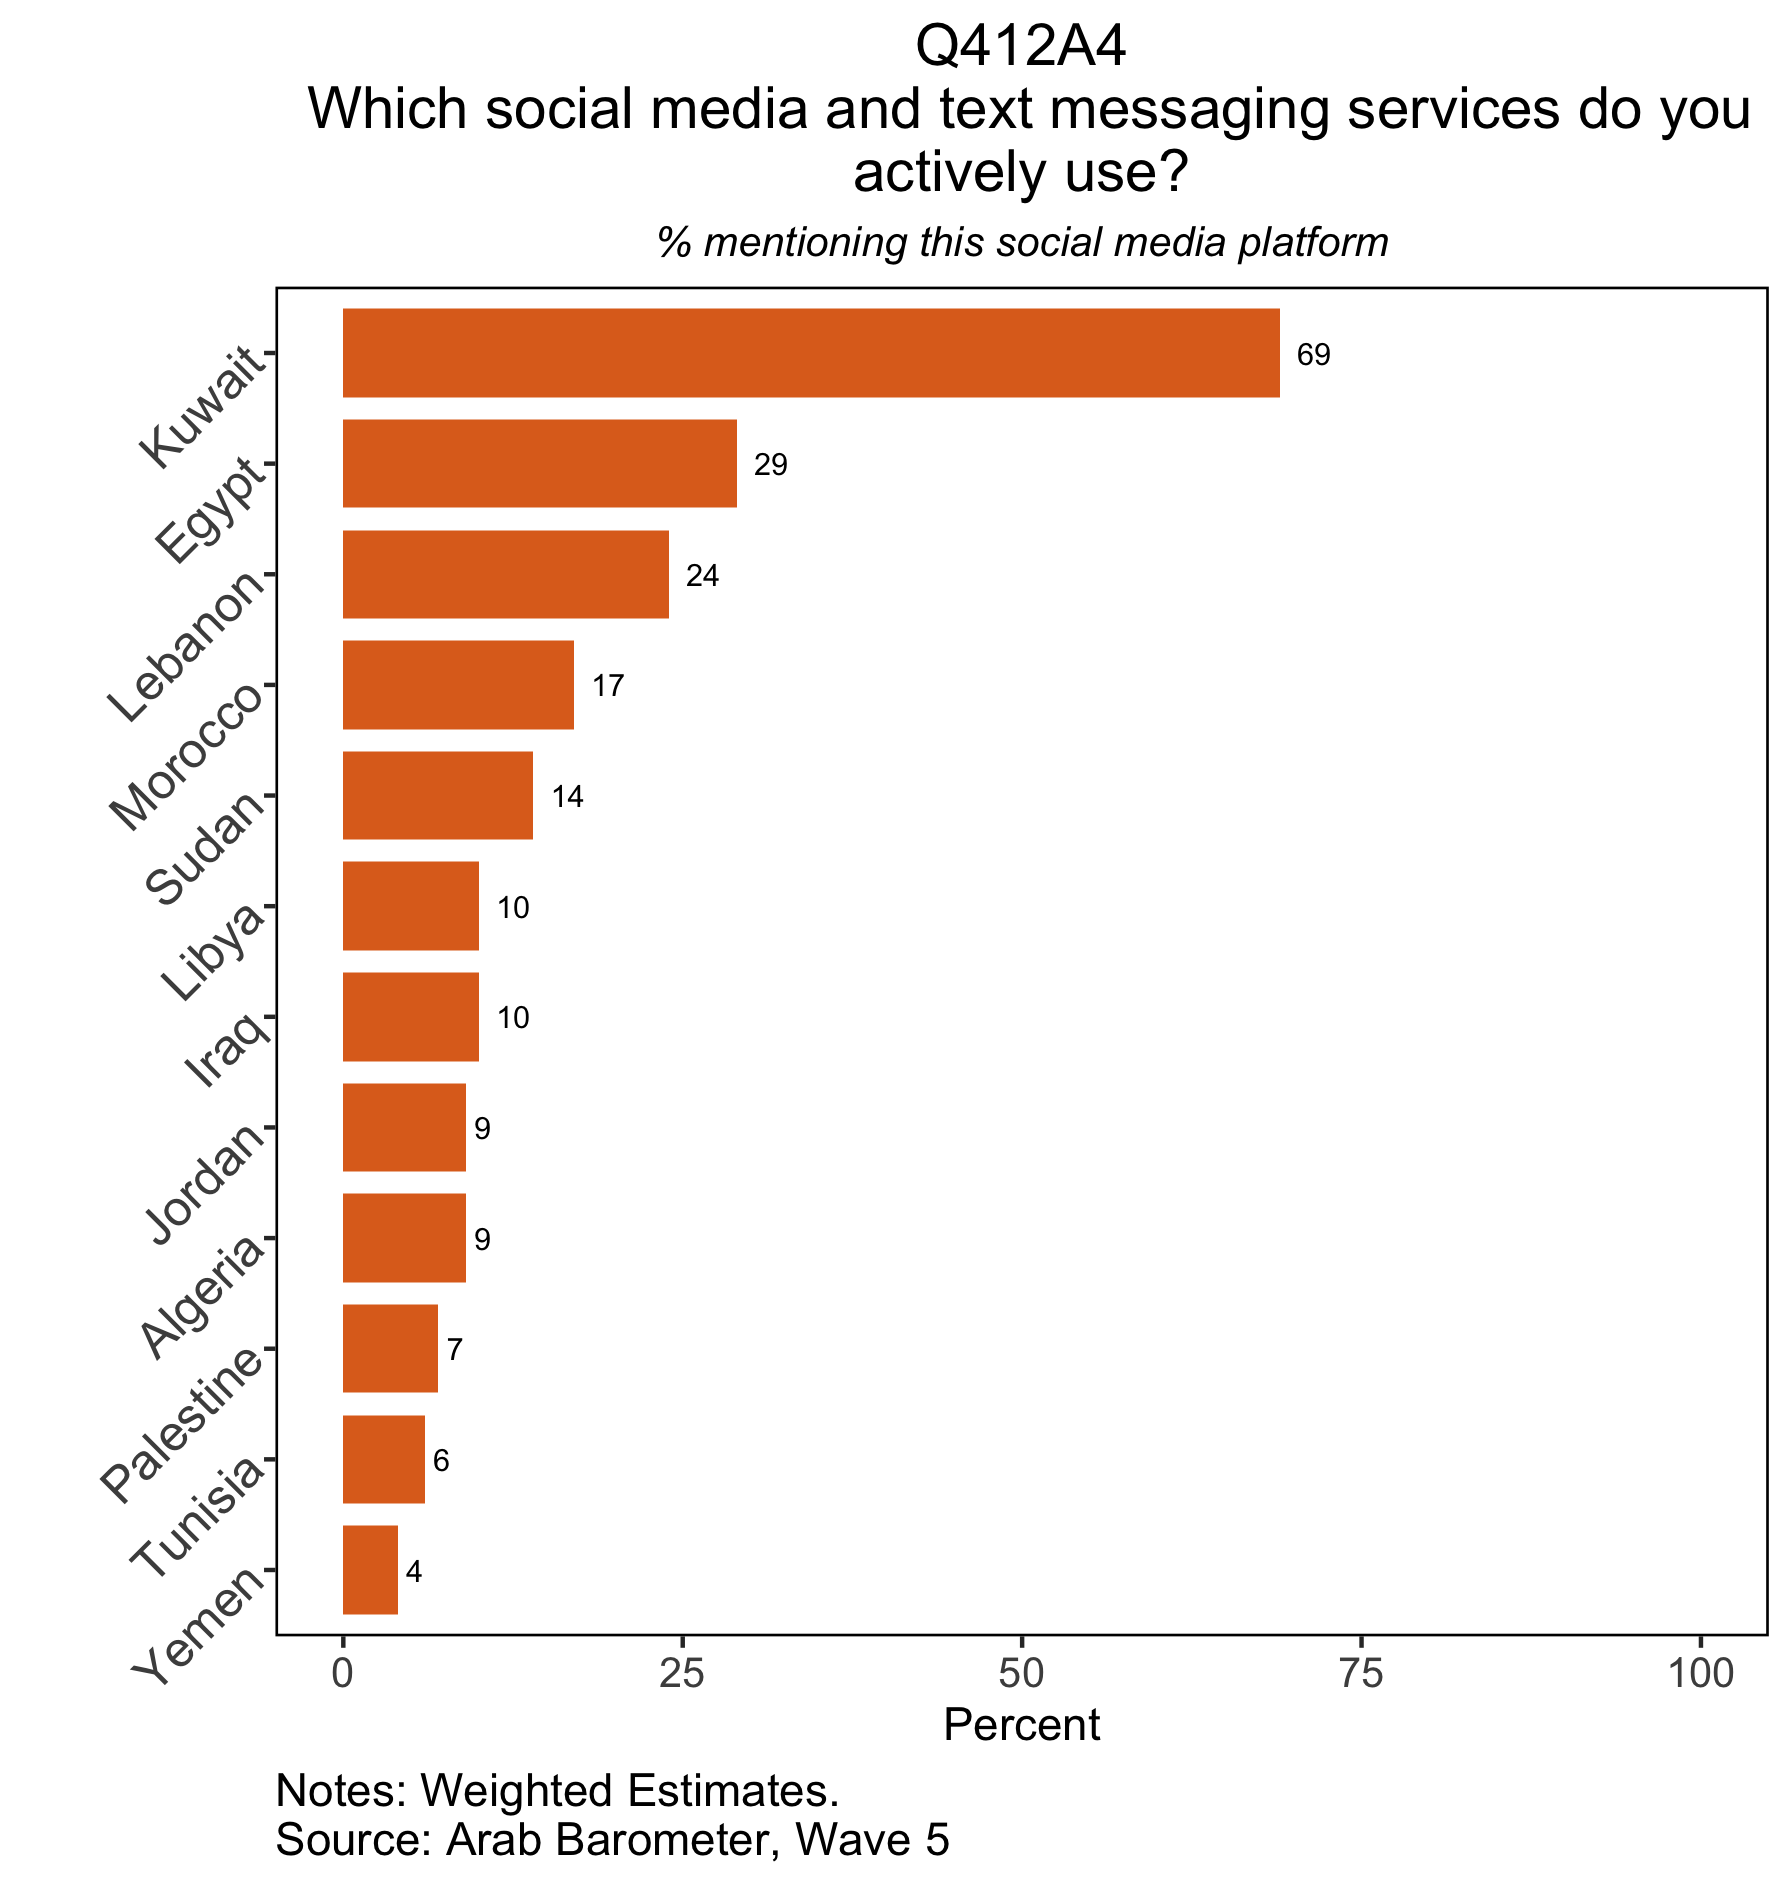 Q412A4
Which social media and text messaging services do you
actively use?
% mentioning this social media platform
Kuwait
69
Egypt
29
Lebanon
24
Morocco
17
Sudan
14
Libya
10
Iraq
10
Jordan
9
Algeria
9
Palestine
7
Tunisia
6
Yemen
4
0 25 50 75 100
Percent
Notes: Weighted Estimates.
Source: Arab Barometer, Wave 5